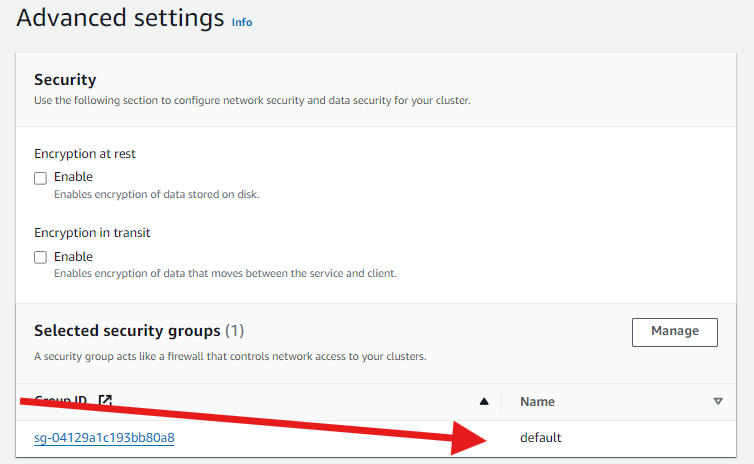 Advanced settings Info
Security
Use the following section to configure network security and data security for your cluster.
Encryption at rest
Enable
Enables encryption of data stored on disk.
Encryption in transit
Enable
Enables encryption of data that moves between the service and client.
Selected security groups (1)
Manage
A security group acts like a firewall that controls network access to your clusters.
Group ID
Name
sg-04129a1c193bb80a8
default